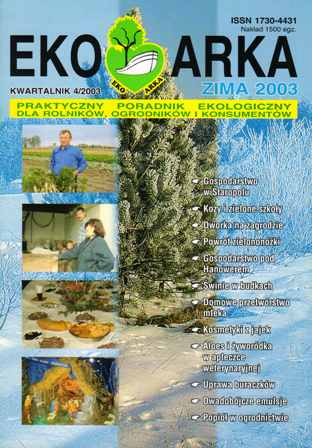 ISSN 1730-4431
Nakład 1500 egz.
EKO ARKA
EKO ARKA
KWARTALNIK 4/2003
ZIMA 2003
PRAKTYCZNY PORADNIK EKOLOGICZNY
DLA ROLNIKÓW, OGRODNIKÓW I KONSUMENTÓW
Gospodarstwo
w Staropolu
Kozy i zielone szkoły
Dworka na zagrodzie
Powrót zielononóżki
Gospodarstwo pod
Hanowerem
Świnie w budkach
Domowe przetwórstwo
mleka
Kosmetyki z jajek
Aloes i żyworódka
w apteczce
weterynaryjnej
Uprawa buraczków
Owadobójcze emulsje
Popiół w ogrodnictwie